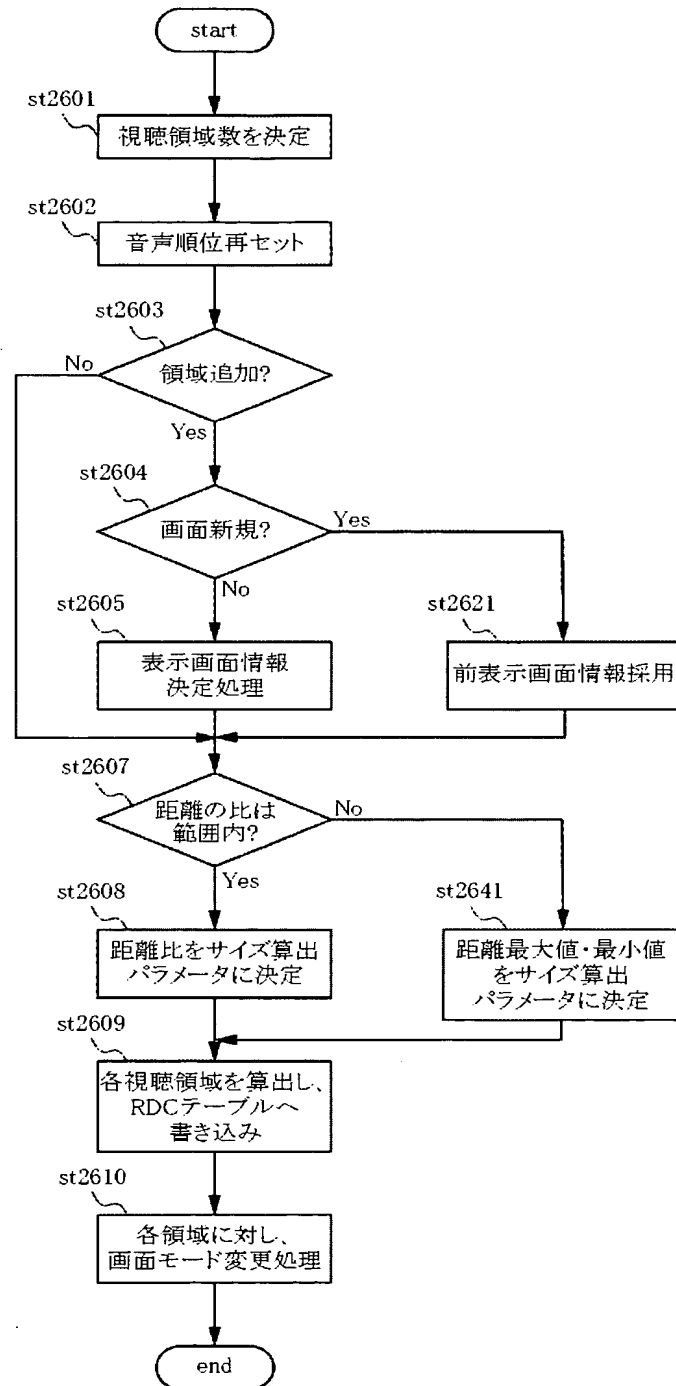 start
st2601
視聴領域数を決定
st2602
音声順位再セット
st2603
領域追加?
No
Yes
st2604
画面新規?
Yes
No
st2605
表示画面情報
決定処理
st2621
前表示画面情報採用
st2607
距離の比は
範囲内?
No
Yes
st2608
距離比をサイズ算出
パラメータに決定
st2641
距離最大値・最小値
をサイズ算出
パラメータに決定
st2609
各視聴領域を算出し、
RDCテーブルへ
書き込み
st2610
各領域に対し、
画面モード変更処理
end